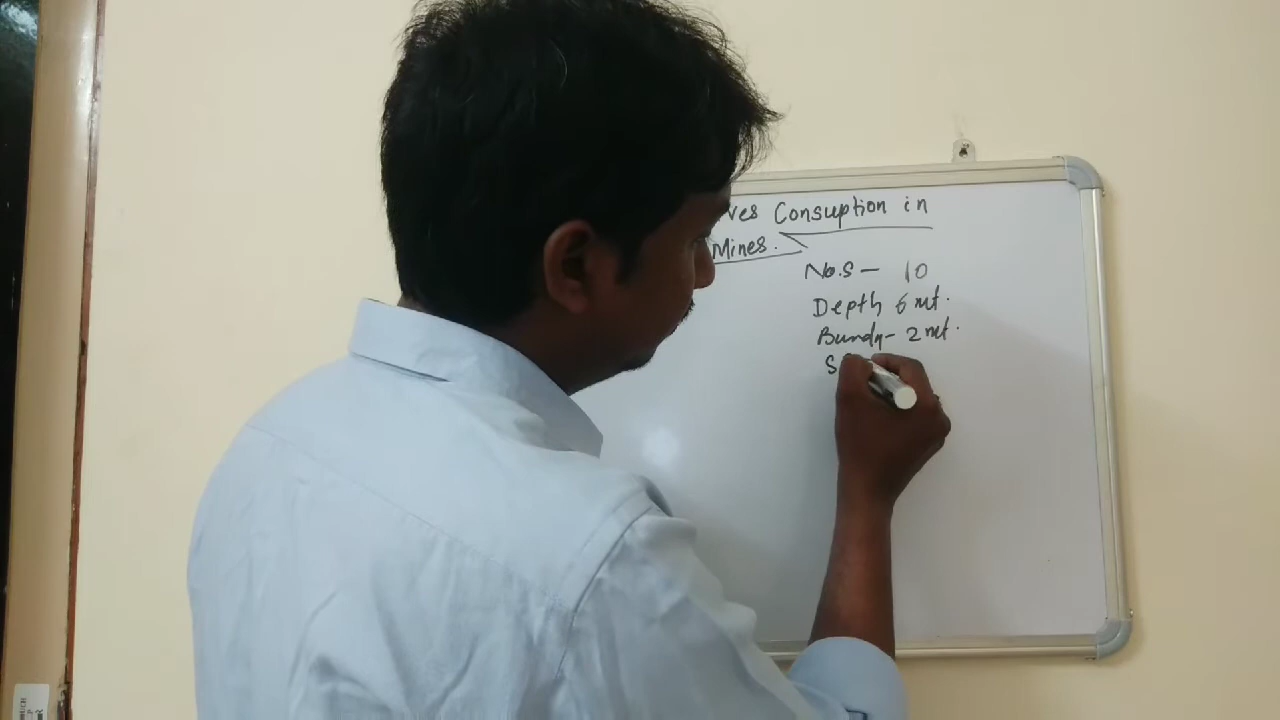 ves Consuption in
Mines.
No.s - 10
Depth 6 mt.
Burdn - 2 mt.
S